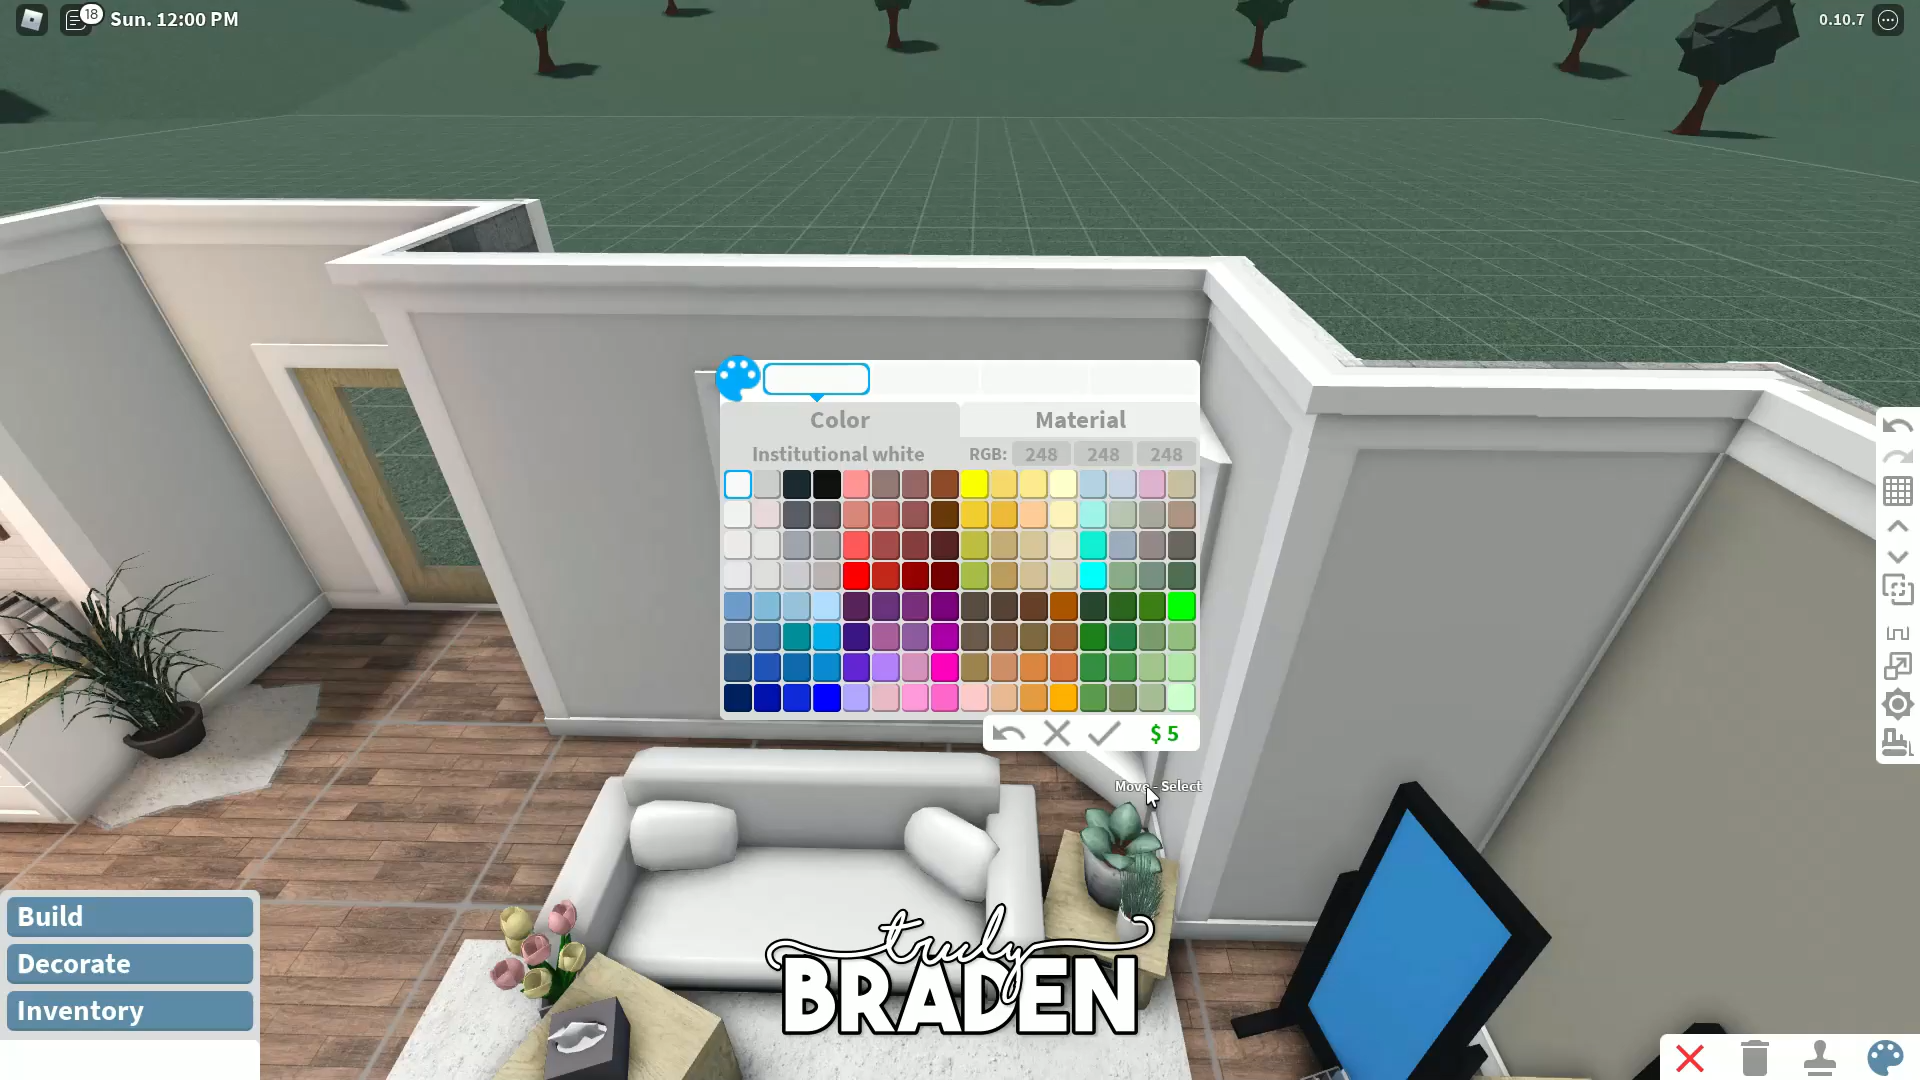 18
Sun. 12:00 PM
0.10.7
Color
Material
Institutional white
RGB: 248 248 248
$ 5
Move - Select
Build
Decorate
Inventory
truly
BRADEN